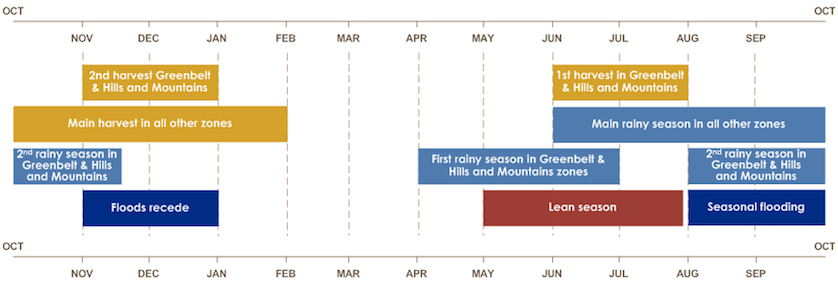 OCT OCT
NOV DEC JAN FEB MAR APR MAY JUN JUL AUG SEP
2nd harvest Greenbelt
& Hills and Mountains
1st harvest in Greenbelt
& Hills and Mountains
Main harvest in all other zones
Main rainy season in all other zones
2nd rainy season in
Greenbelt & Hills
and Mountains
First rainy season in Greenbelt &
Hills and Mountains zones
2nd rainy season in
Greenbelt & Hills
and Mountains
Floods recede
Lean season
Seasonal flooding
OCT OCT
NOV DEC JAN FEB MAR APR MAY JUN JUL AUG SEP